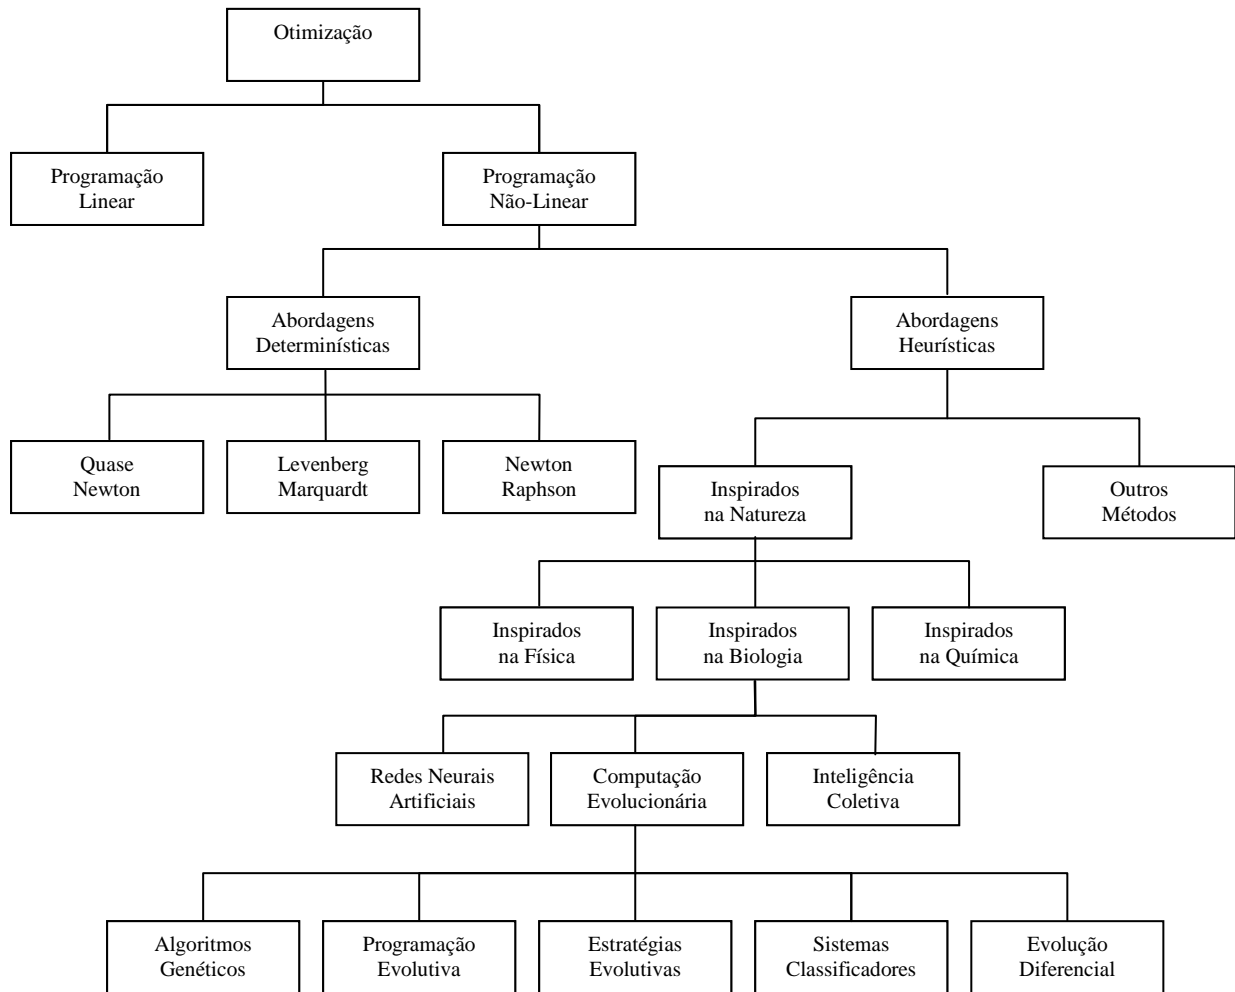 Otimização
Programação
Linear
Programação
Não-Linear
Abordagens
Determinísticas
Abordagens
Heurísticas
Quase
Newton
Levenberg
Marquardt
Newton
Raphson
Inspirados
na Natureza
Outros
Métodos
Inspirados
na Física
Inspirados
na Biologia
Inspirados
na Química
Redes Neurais
Artificiais
Computação
Evolucionária
Inteligência
Coletiva
Algoritmos
Genéticos
Programação
Evolutiva
Estratégias
Evolutivas
Sistemas
Classificadores
Evolução
Diferencial